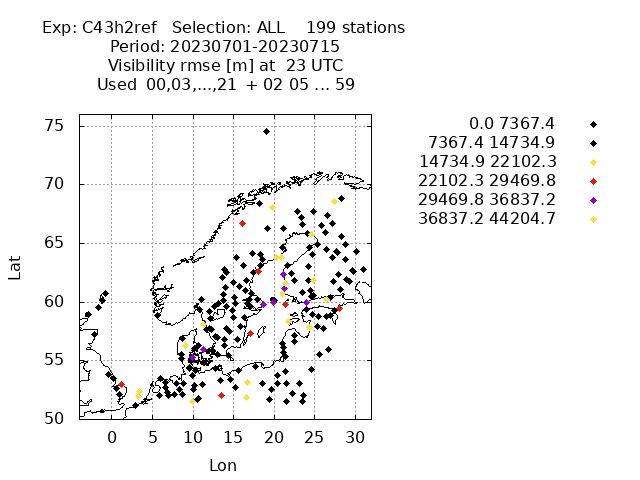 Exp: C43h2ref   Selection: ALL    199 stations
Period: 20230701-20230715
Visibility rmse [m] at  23 UTC
Used  00,03,...,21  + 02 05 ... 59
0.0 7367.4
7367.4 14734.9
14734.9 22102.3
22102.3 29469.8
29469.8 36837.2
36837.2 44204.7
75
70
65
60
55
50
Lat
0 5 10 15 20 25 30
Lon